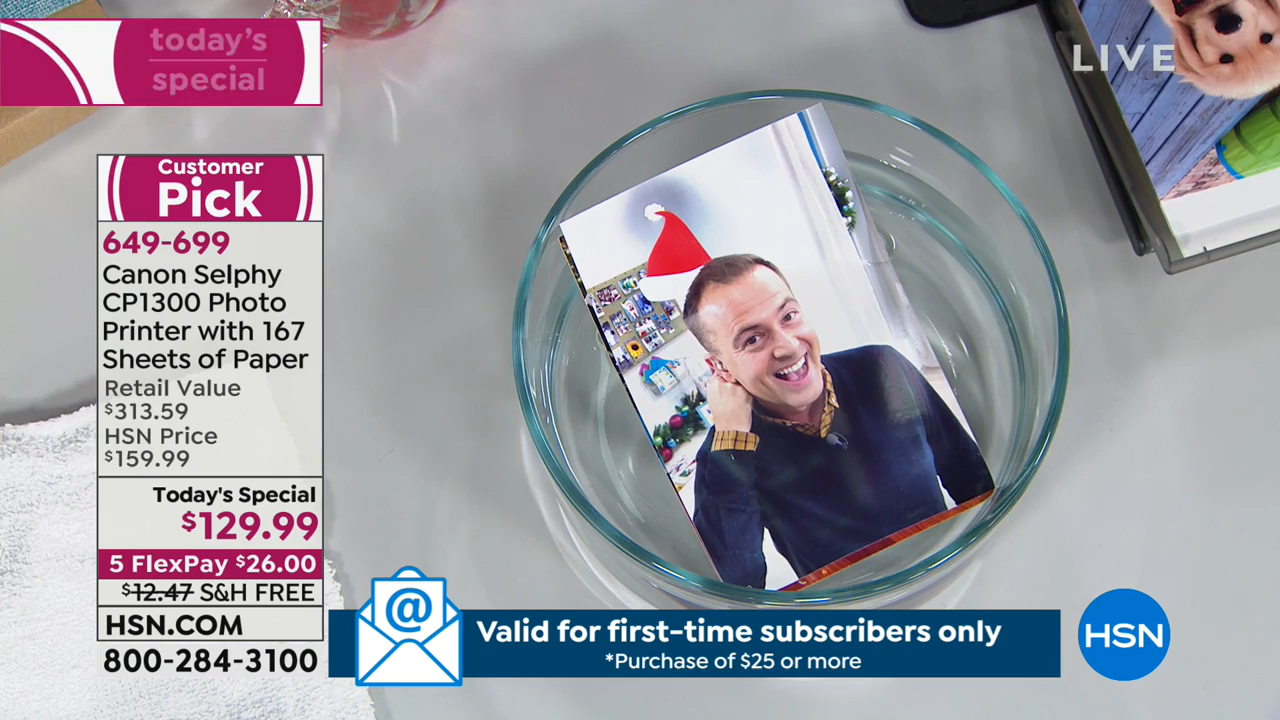 today's
special
LIVE
Customer
Pick
649-699
Canon Selphy
CP1300 Photo
Printer with 167
Sheets of Paper
Retail Value
$313.59
HSN Price
$159.99
Today's Special
$129.99
5 FlexPay $26.00
$12.47 S&H FREE
HSN.COM
800-284-3100
@
Valid for first-time subscribers only
*Purchase of $25 or more
HSN